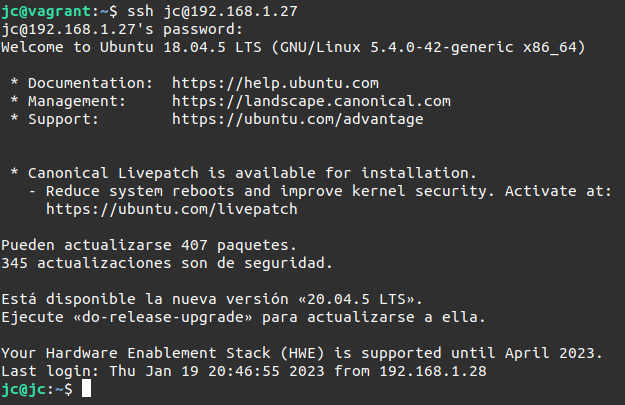 jc@vagrant:~$ ssh jc@192.168.1.27
jc@192.168.1.27's password:
Welcome to Ubuntu 18.04.5 LTS (GNU/Linux 5.4.0-42-generic x86_64)
* Documentation:  https://help.ubuntu.com
* Management:     https://landscape.canonical.com
* Support:        https://ubuntu.com/advantage
* Canonical Livepatch is available for installation.
- Reduce system reboots and improve kernel security. Activate at:
https://ubuntu.com/livepatch
Pueden actualizarse 407 paquetes.
345 actualizaciones son de seguridad.
Está disponible la nueva versión «20.04.5 LTS».
Ejecute «do-release-upgrade» para actualizarse a ella.
Your Hardware Enablement Stack (HWE) is supported until April 2023.
Last login: Thu Jan 19 20:46:55 2023 from 192.168.1.28
jc@jc:~$